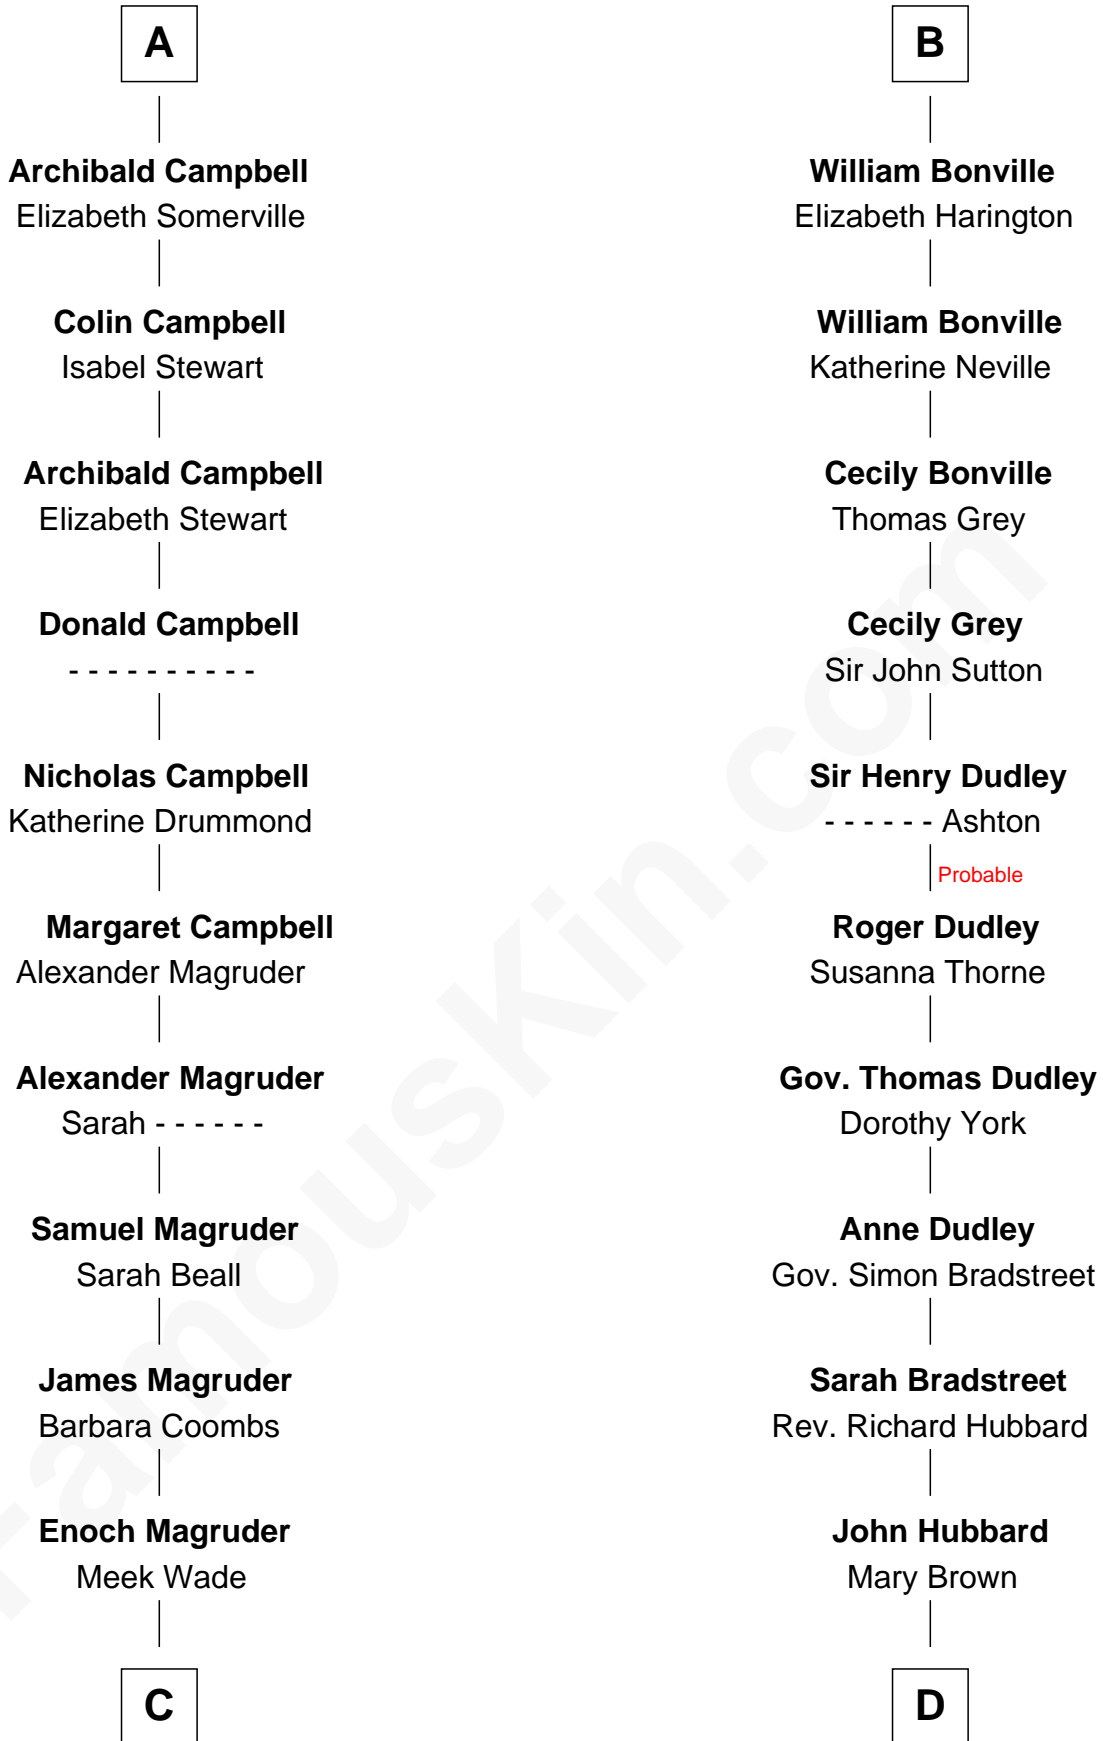 A
Archibald Campbell
Elizabeth Somerville
Colin Campbell
Isabel Stewart
Archibald Campbell
Elizabeth Stewart
Donald Campbell
- - - - - - - - - -
Nicholas Campbell
Katherine Drummond
Margaret Campbell
Alexander Magruder
Alexander Magruder
Sarah - - - - - -
Samuel Magruder
Sarah Beall
James Magruder
Barbara Coombs
Enoch Magruder
Meek Wade
C
B
William Bonville
Elizabeth Harington
William Bonville
Katherine Neville
Cecily Bonville
Thomas Grey
Cecily Grey
Sir John Sutton
Sir Henry Dudley
- - - - - - Ashton
Probable
Roger Dudley
Susanna Thorne
Gov. Thomas Dudley
Dorothy York
Anne Dudley
Gov. Simon Bradstreet
Sarah Bradstreet
Rev. Richard Hubbard
John Hubbard
Mary Brown
D
FamousKin.com